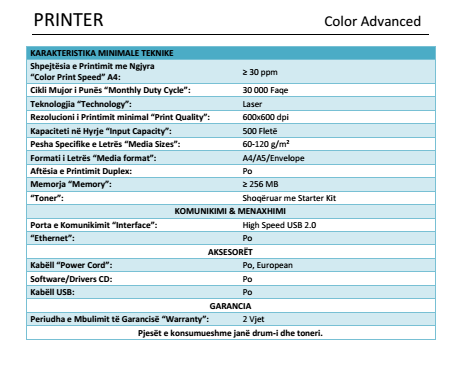 PRINTER Color Advanced
KARAKTERISTIKA MINIMALE TEKNIKE
Shpejtësia e Printimit me Ngjyra
“Color Print Speed” A4: ≥ 30 ppm
Cikli Mujor i Punës “Monthly Duty Cycle”: 30 000 Faqe
Teknologjia “Technology”: Laser
Rezolucioni i Printimit minimal “Print Quality”: 600x600 dpi
Kapaciteti në Hyrje “Input Capacity”: 500 Fletë
Pesha Specifike e Letrës “Media Sizes”: 60-120 g/m²
Formati i Letrës “Media format”: A4/A5/Envelope
Aftësia e Printimit Duplex: Po
Memorja “Memory”: ≥ 256 MB
“Toner”: Shoqëruar me Starter Kit
KOMUNIKIMI & MENAXHIMI
Porta e Komunikimit “Interface”: High Speed USB 2.0
“Ethernet”: Po
AKSESORËT
Kabëll “Power Cord”: Po, European
Software/Drivers CD: Po
Kabëll USB: Po
GARANCIA
Periudha e Mbulimit të Garancisë “Warranty”: 2 Vjet
Pjesët e konsumueshme janë drum-i dhe toneri.